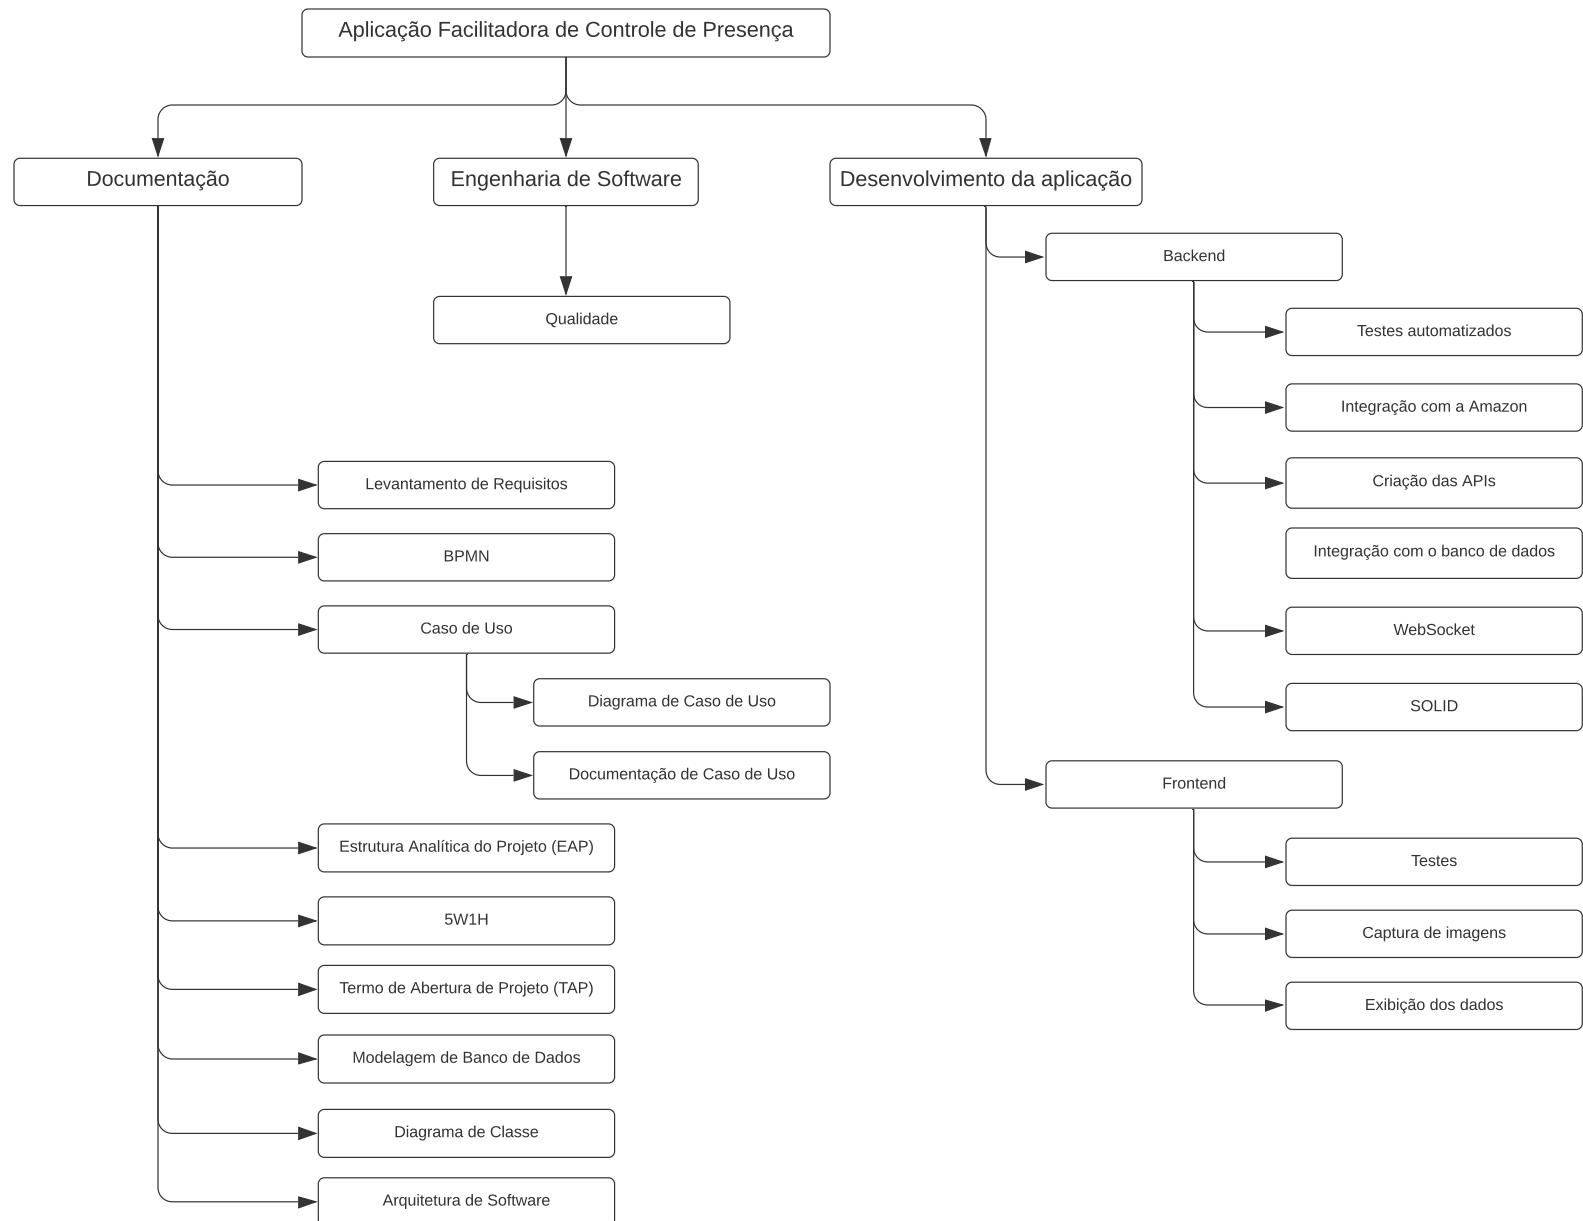 Aplicação Facilitadora de Controle de Presença
Documentação
Engenharia de Software
Desenvolvimento da aplicação
Qualidade
Levantamento de Requisitos
BPMN
Caso de Uso
Diagrama de Caso de Uso
Documentação de Caso de Uso
Estrutura Analítica do Projeto (EAP)
5W1H
Termo de Abertura de Projeto (TAP)
Modelagem de Banco de Dados
Diagrama de Classe
Arquitetura de Software
Backend
Testes automatizados
Integração com a Amazon
Criação das APIs
Integração com o banco de dados
WebSocket
SOLID
Frontend
Testes
Captura de imagens
Exibição dos dados